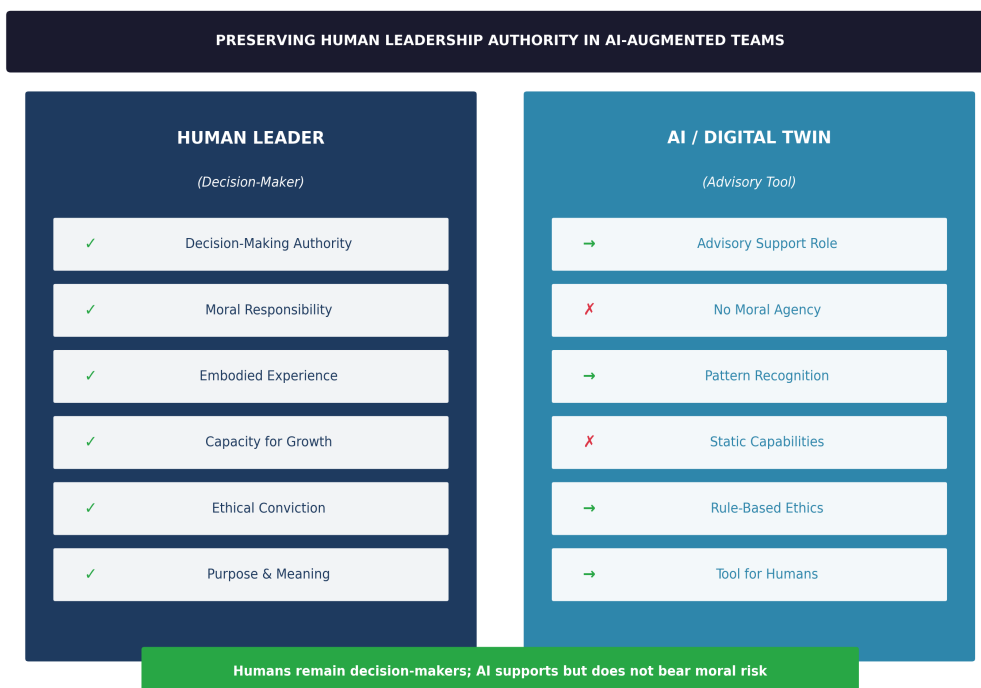 PRESERVING HUMAN LEADERSHIP AUTHORITY IN AI-AUGMENTED TEAMS
HUMAN LEADER
(Decision-Maker)
✓ Decision-Making Authority
✓ Moral Responsibility
✓ Embodied Experience
✓ Capacity for Growth
✓ Ethical Conviction
✓ Purpose & Meaning
AI / DIGITAL TWIN
(Advisory Tool)
→ Advisory Support Role
✗ No Moral Agency
→ Pattern Recognition
✗ Static Capabilities
→ Rule-Based Ethics
→ Tool for Humans
Humans remain decision-makers; AI supports but does not bear moral risk